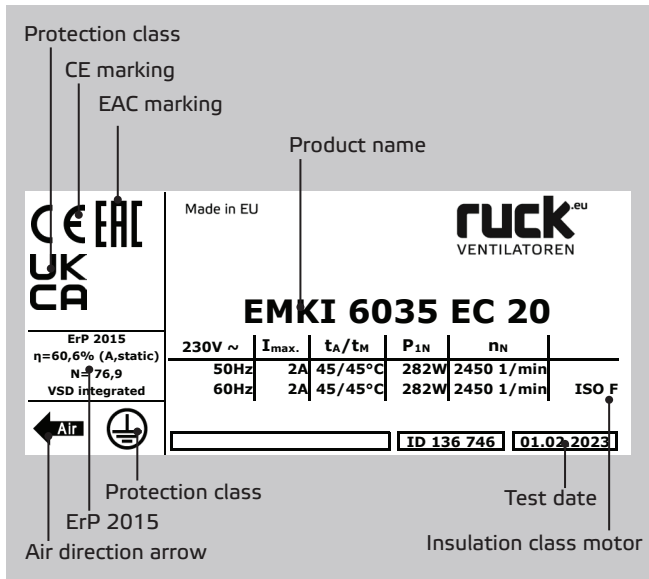 Protection class
CE marking
EAC marking
Product name
CE EAC
UK
CA
Made in EU
ruck.eu
VENTILATOREN
EMKI 6035 EC 20
ErP 2015
η=60,6% (A,static)
N= 76,9
VSD integrated
230V ~ Imax. tA/tM P1N nN
50Hz 2A 45/45°C 282W 2450 1/min
60Hz 2A 45/45°C 282W 2450 1/min ISO F
Air
ID 136 746 01.02.2023
Protection class
Test date
ErP 2015
Insulation class motor
Air direction arrow